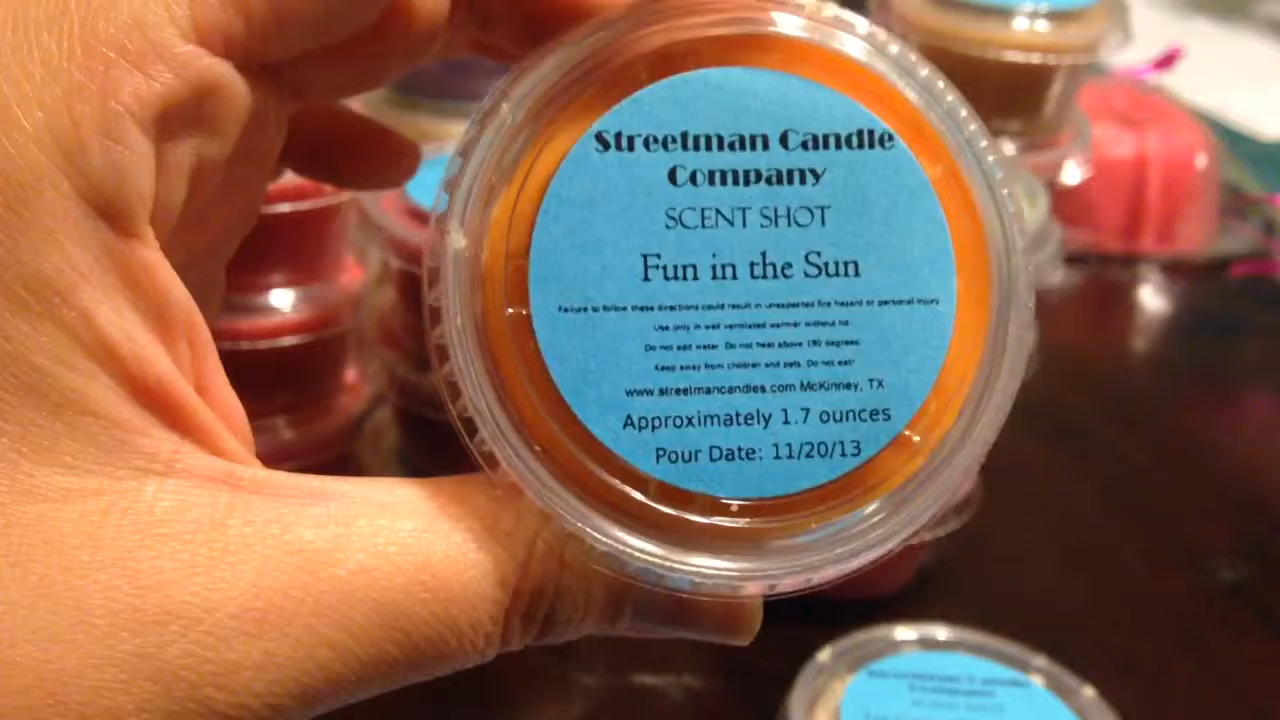 Streetman Candle
Company
SCENT SHOT
Fun in the Sun
Failure to follow these directions could result in unexpected fire hazard or personal injury
Use only in well ventilated warmer without lid.
Do not add water. Do not heat above 190 degrees.
Keep away from children and pets. Do not eat!
www.streetmancandles.com McKinney, TX
Approximately 1.7 ounces
Pour Date: 11/20/13